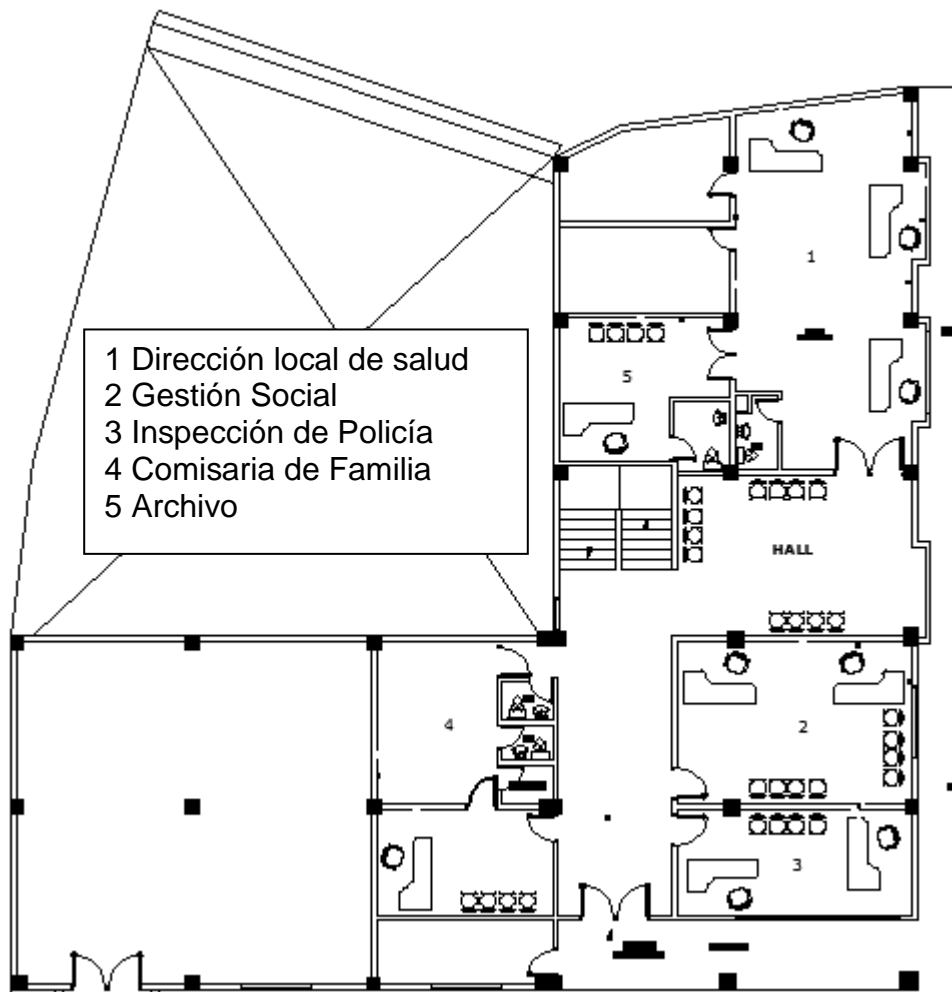 1 Dirección local de salud
2 Gestión Social
3 Inspección de Policía
4 Comisaria de Familia
5 Archivo
1
5
HALL
4
2
3